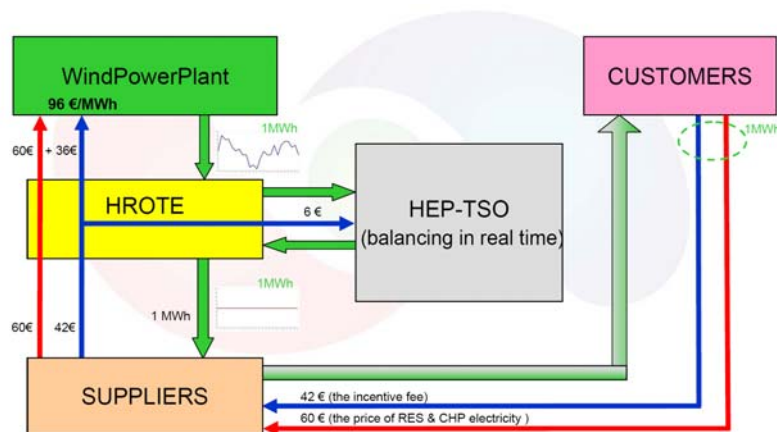 WindPowerPlant
CUSTOMERS
96 €/MWh
1MWh
1MWh
60€ + 36€
HROTE
6 €
HEP-TSO
(balancing in real time)
1MWh
1 MWh
60€ 42€
SUPPLIERS
42 € (the incentive fee)
60 € (the price of RES & CHP electricity )